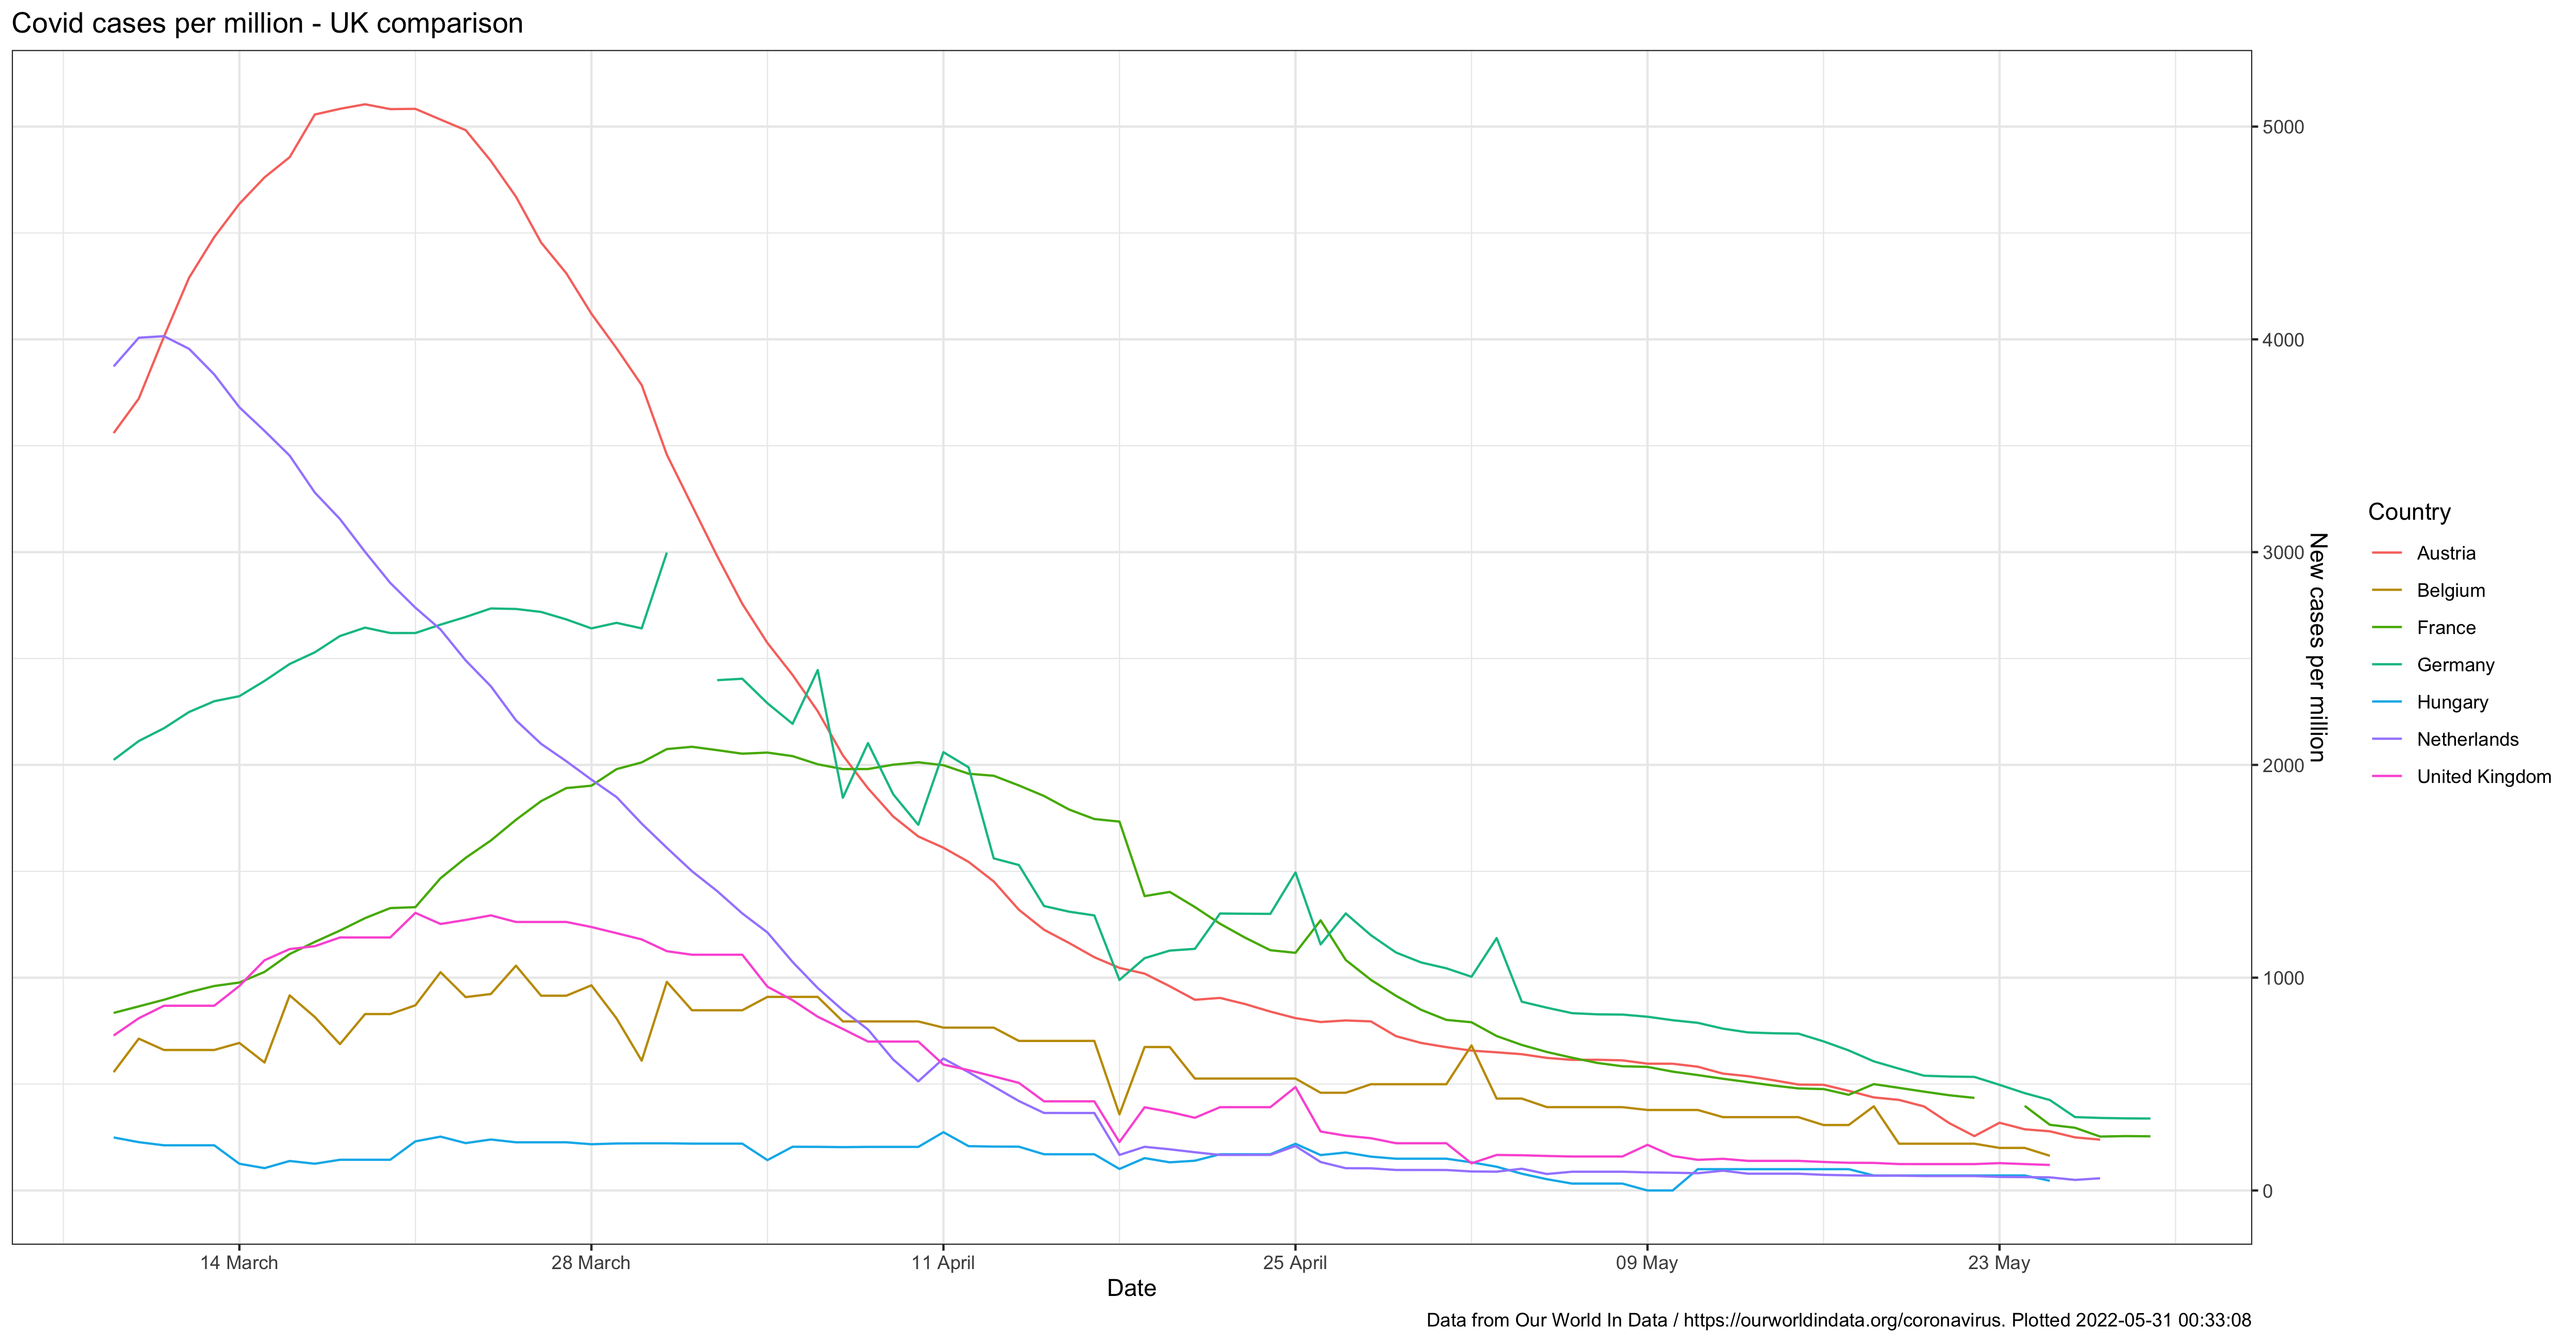 Covid cases per million - UK comparison
5000
4000
3000
2000
1000
0
New cases per million
14 March
28 March
11 April
25 April
09 May
23 May
Date
Country
Austria
Belgium
France
Germany
Hungary
Netherlands
United Kingdom
Data from Our World In Data / https://ourworldindata.org/coronavirus. Plotted 2022-05-31 00:33:08